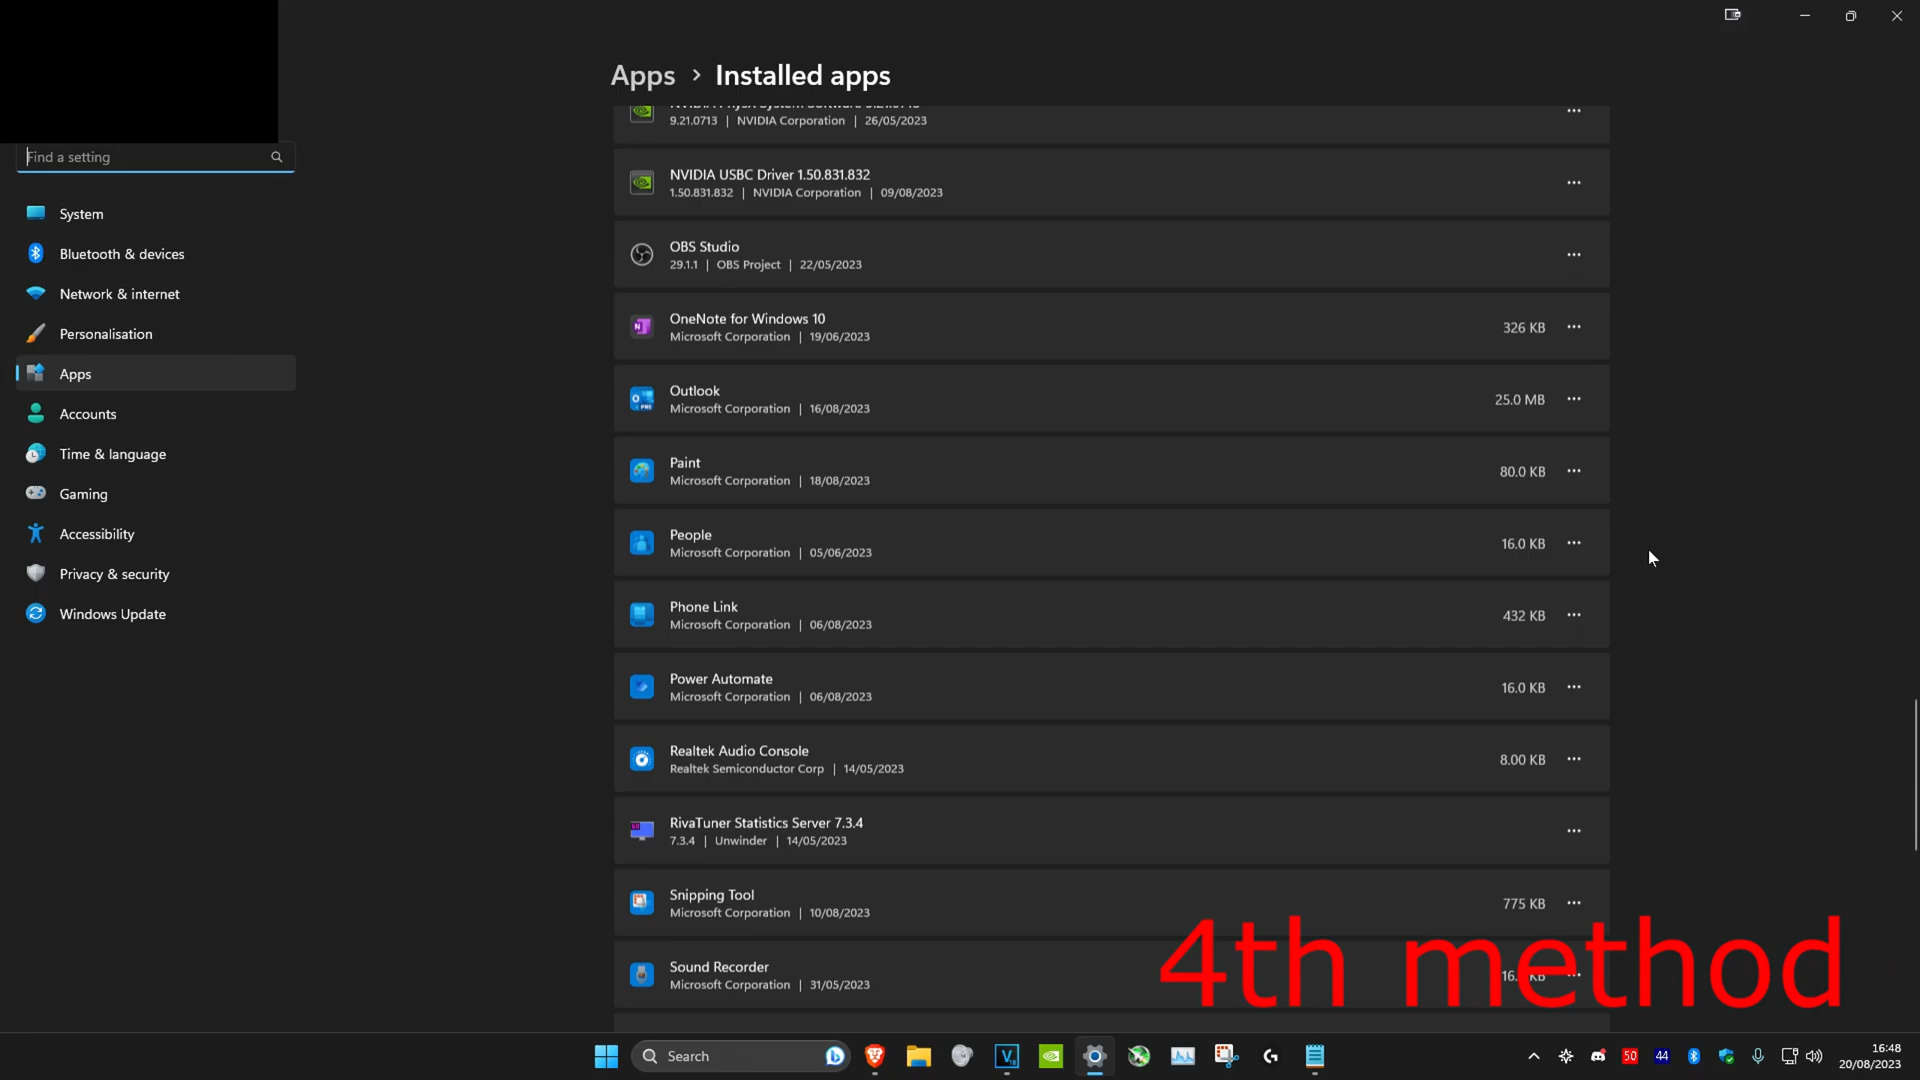 Apps > Installed apps
9.21.0713 | NVIDIA Corporation | 26/05/2023
Find a setting
System
Bluetooth & devices
Network & internet
Personalisation
Apps
Accounts
Time & language
Gaming
Accessibility
Privacy & security
Windows Update
NVIDIA USBC Driver 1.50.831.832
1.50.831.832 | NVIDIA Corporation | 09/08/2023
OBS Studio
29.1.1 | OBS Project | 22/05/2023
OneNote for Windows 10
Microsoft Corporation | 19/06/2023
326 KB
Outlook
Microsoft Corporation | 16/08/2023
25.0 MB
Paint
Microsoft Corporation | 18/08/2023
80.0 KB
People
Microsoft Corporation | 05/06/2023
16.0 KB
Phone Link
Microsoft Corporation | 06/08/2023
432 KB
Power Automate
Microsoft Corporation | 06/08/2023
16.0 KB
Realtek Audio Console
Realtek Semiconductor Corp | 14/05/2023
8.00 KB
RivaTuner Statistics Server 7.3.4
7.3.4 | Unwinder | 14/05/2023
Snipping Tool
Microsoft Corporation | 10/08/2023
775 KB
Sound Recorder
Microsoft Corporation | 31/05/2023
4th method
Search
50
44
16:48
20/08/2023